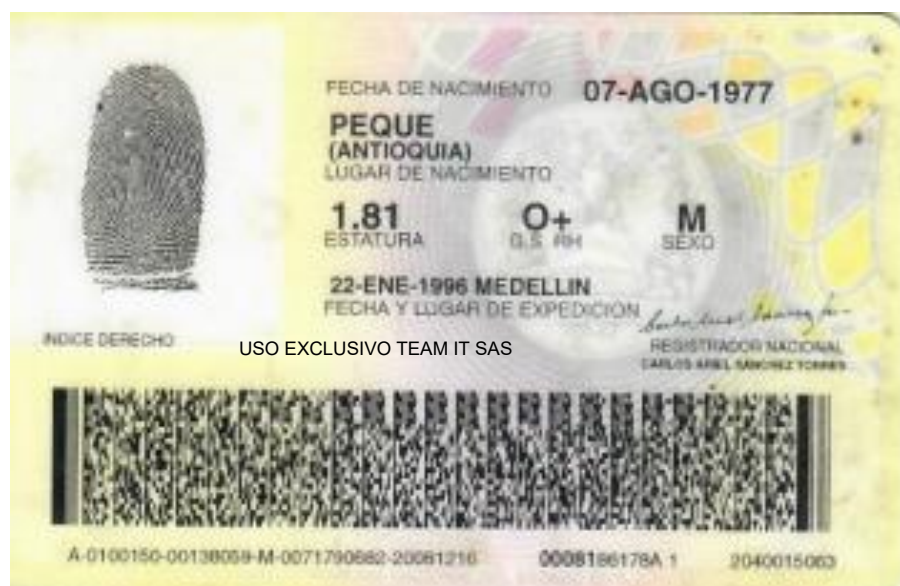 FECHA DE NACIMIENTO 07-AGO-1977
PEQUE
(ANTIOQUIA)
LUGAR DE NACIMIENTO
1.81 O+ M
ESTATURA G.S. RH SEXO
22-ENE-1996 MEDELLIN
FECHA Y LUGAR DE EXPEDICION
INDICE DERECHO
USO EXCLUSIVO TEAM IT SAS
REGISTRADOR NACIONAL
CARLOS ARIEL SANCHEZ TORRES
A-0100150-00138059-M-0071790682-20081216 0008186178A 1 2040015063